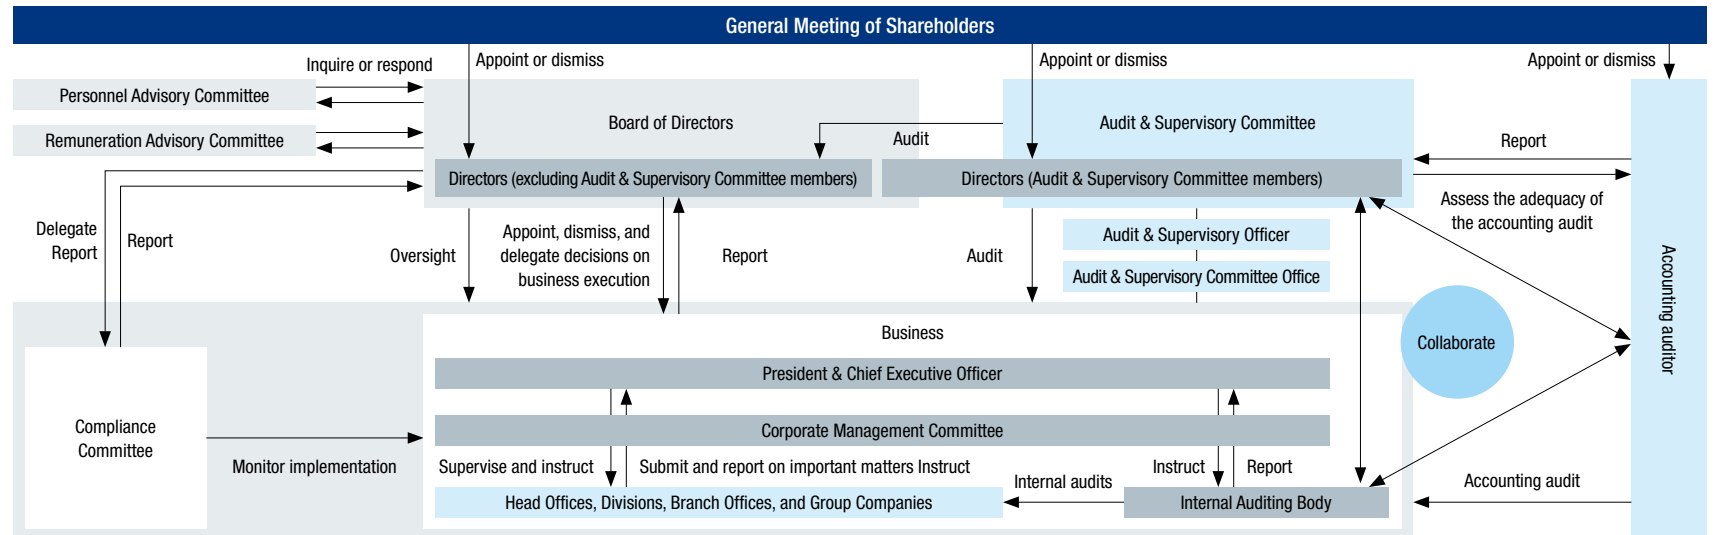 General Meeting of Shareholders
Inquire or respond
Appoint or dismiss
Appoint or dismiss
Appoint or dismiss
Personnel Advisory Committee
Remuneration Advisory Committee
Board of Directors
Audit
Audit & Supervisory Committee
Report
Directors (excluding Audit & Supervisory Committee members)
Directors (Audit & Supervisory Committee members)
Assess the adequacy of
the accounting audit
Delegate
Report
Report
Oversight
Appoint, dismiss, and
delegate decisions on
business execution
Report
Audit
Audit & Supervisory Officer
Audit & Supervisory Committee Office
Accounting auditor
Collaborate
Business
President & Chief Executive Officer
Compliance
Committee
Corporate Management Committee
Monitor implementation
Supervise and instruct
Submit and report on important matters Instruct
Instruct
Report
Internal audits
Accounting audit
Head Offices, Divisions, Branch Offices, and Group Companies
Internal Auditing Body